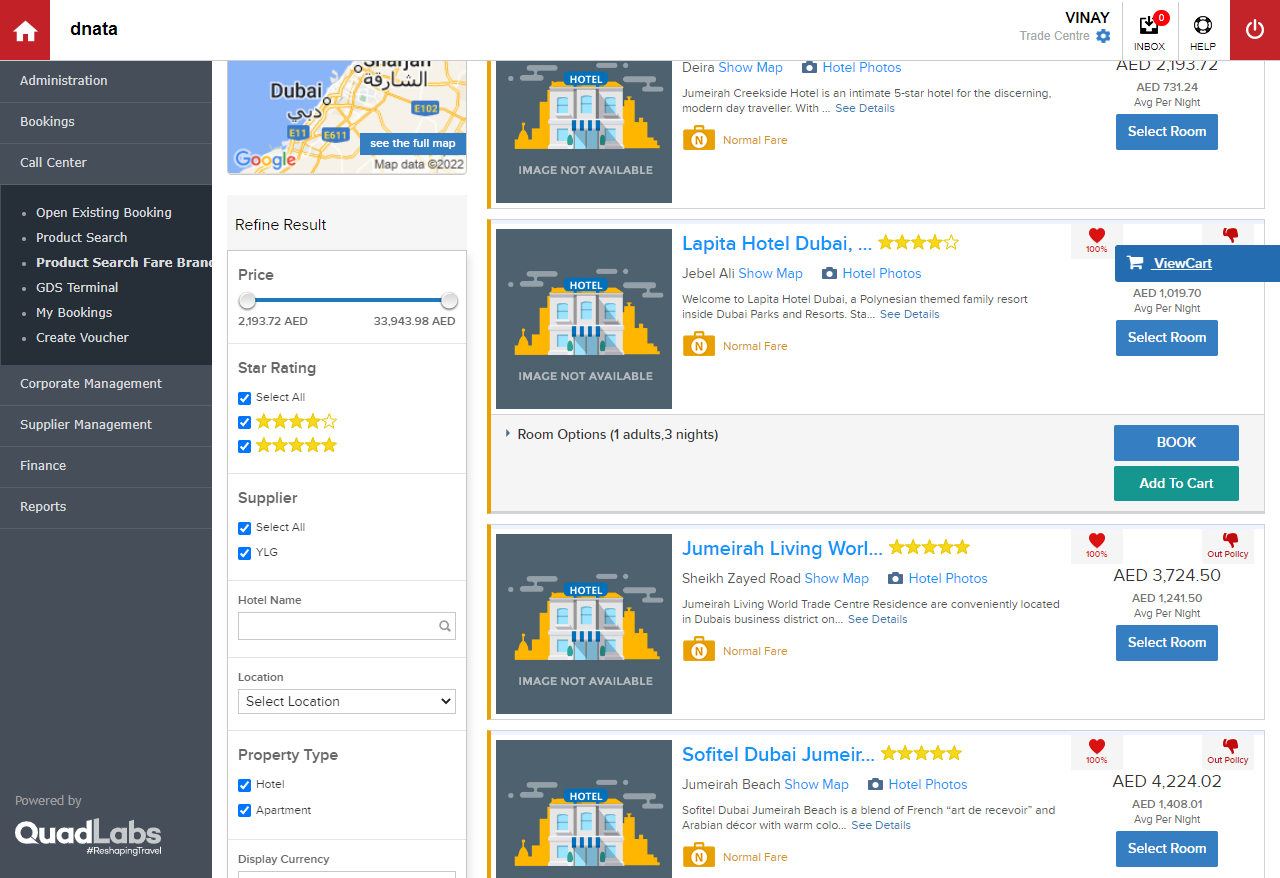 dnata
VINAY
Trade Centre
0
INBOX
HELP
Administration
Bookings
Call Center
Open Existing Booking
Product Search
Product Search Fare Brand
GDS Terminal
My Bookings
Create Voucher
Corporate Management
Supplier Management
Finance
Reports
Powered by
QuadLabs
#ReshapingTravel
Sharjah
الشارقة
Dubai
دبي
E102
E11
E611
see the full map
Google
Map data ©2022
Refine Result
Price
2,193.72 AED 33,943.98 AED
Star Rating
Select All
Supplier
Select All
YLG
Hotel Name
Location
Select Location
Property Type
Hotel
Apartment
Display Currency
HOTEL
IMAGE NOT AVAILABLE
Deira Show Map Hotel Photos
Jumeirah Creekside Hotel is an intimate 5-star hotel for the discerning,
modern day traveller. With ... See Details
N Normal Fare
AED 2,193.72
AED 731.24
Avg Per Night
Select Room
HOTEL
IMAGE NOT AVAILABLE
Lapita Hotel Dubai, ...
Jebel Ali Show Map Hotel Photos
Welcome to Lapita Hotel Dubai, a Polynesian themed family resort
inside Dubai Parks and Resorts. Sta... See Details
N Normal Fare
100%
ViewCart
AED 1,019.70
Avg Per Night
Select Room
Room Options (1 adults,3 nights)
BOOK
Add To Cart
HOTEL
IMAGE NOT AVAILABLE
Jumeirah Living Worl...
Sheikh Zayed Road Show Map Hotel Photos
Jumeirah Living World Trade Centre Residence are conveniently located
in Dubais business district on... See Details
N Normal Fare
100%
Out Policy
AED 3,724.50
AED 1,241.50
Avg Per Night
Select Room
HOTEL
Sofitel Dubai Jumeir...
Jumeirah Beach Show Map Hotel Photos
Sofitel Dubai Jumeirah Beach is a blend of French “art de recevoir” and
Arabian décor with warm colo... See Details
N Normal Fare
100%
Out Policy
AED 4,224.02
AED 1,408.01
Avg Per Night
Select Room